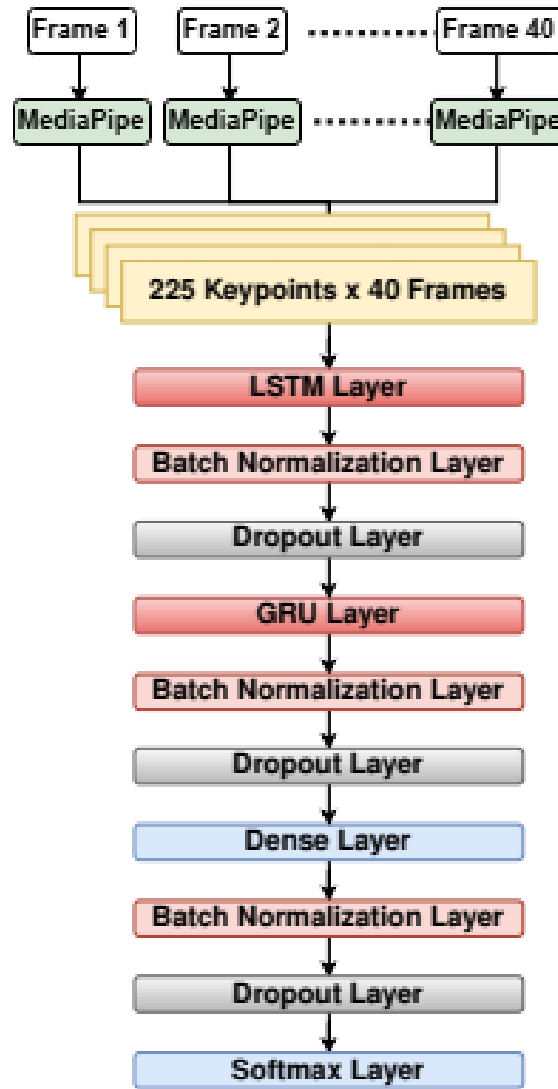 Frame 1
Frame 2
Frame 40
MediaPipe
MediaPipe
MediaPipe
225 Keypoints x 40 Frames
LSTM Layer
Batch Normalization Layer
Dropout Layer
GRU Layer
Batch Normalization Layer
Dropout Layer
Dense Layer
Batch Normalization Layer
Dropout Layer
Softmax Layer